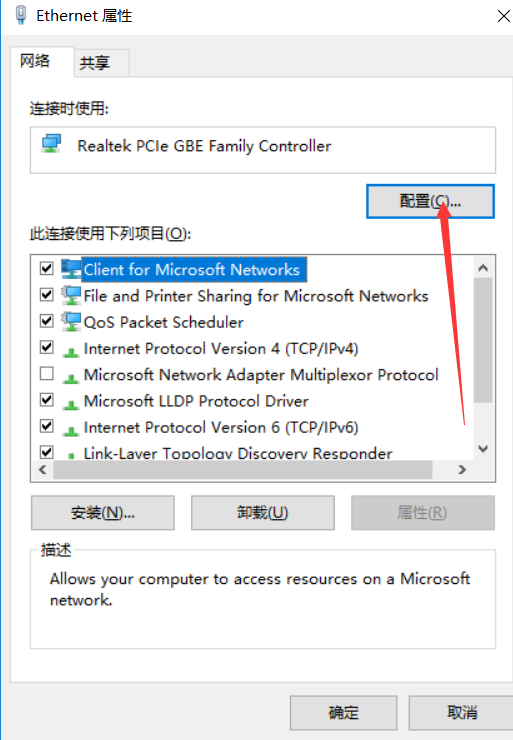 Ethernet 属性
网络
共享
连接时使用:
Realtek PCIe GBE Family Controller
配置(C)...
此连接使用下列项目(O):
Client for Microsoft Networks
File and Printer Sharing for Microsoft Networks
QoS Packet Scheduler
Internet Protocol Version 4 (TCP/IPv4)
Microsoft Network Adapter Multiplexor Protocol
Microsoft LLDP Protocol Driver
Internet Protocol Version 6 (TCP/IPv6)
Link-Layer Topology Discovery Responder
安装(N)...
卸载(U)
属性(R)
描述
Allows your computer to access resources on a Microsoft
network.
确定
取消